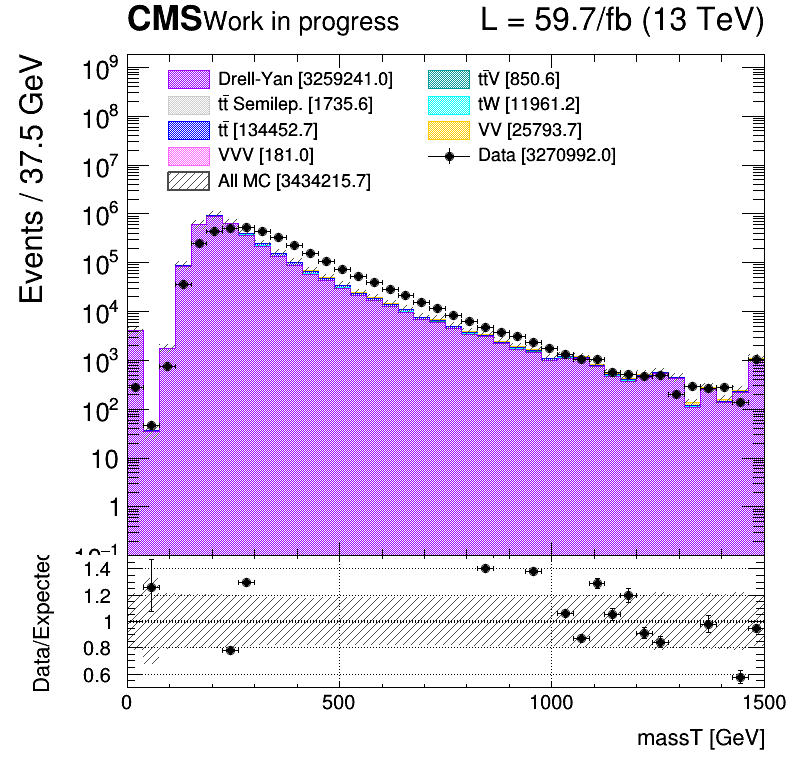 CMS Work in progress L = 59.7/fb (13 TeV)
Events / 37.5 GeV
10⁹
10⁸
10⁷
10⁶
10⁵
10⁴
10³
10²
10
1
10⁻¹
Drell-Yan [3259241.0]
tt̄ Semilep. [1735.6]
tt̄ [134452.7]
VVV [181.0]
All MC [3434215.7]
tt̄V [850.6]
tW [11961.2]
VV [25793.7]
Data [3270992.0]
Data/Expected
1.4
1.2
1
0.8
0.6
0 500 1000 1500
massT [GeV]